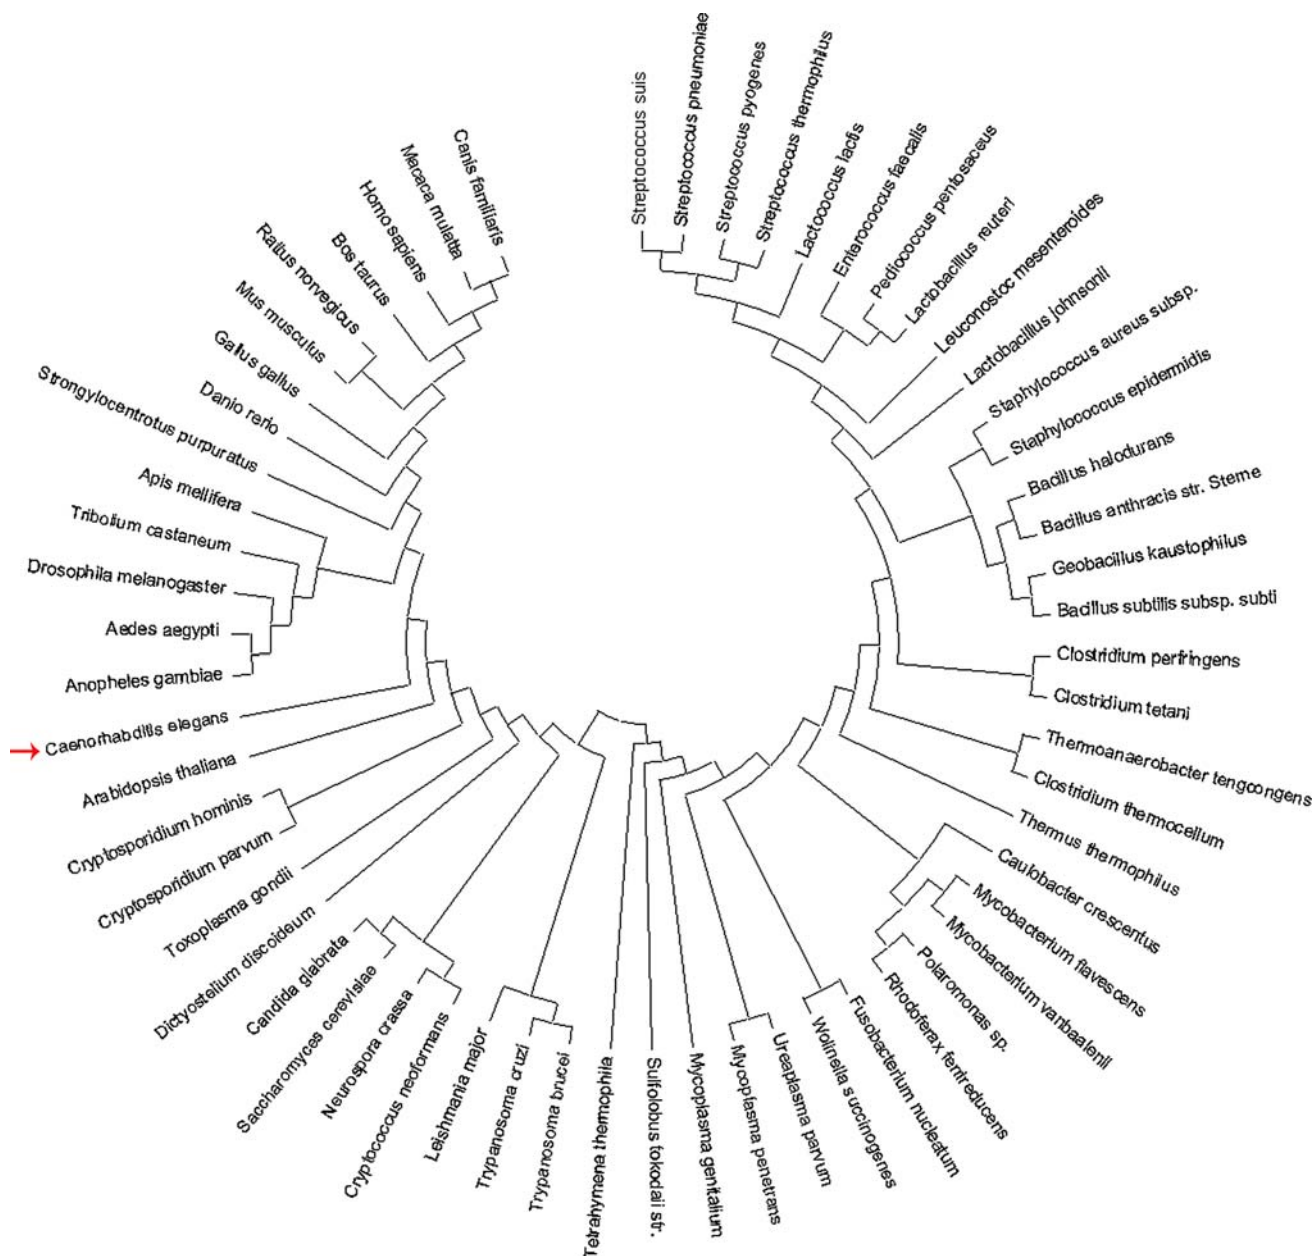 Streptococcus suis
Streptococcus pneumoniae
Streptococcus pyogenes
Streptococcus thermophilus
Lactococcus lactis
Enterococcus faecalis
Pediococcus pentosaceus
Lactobacillus reuteri
Leuconostoc mesenteroides
Lactobacillus johnsonii
Staphylococcus aureus subsp.
Staphylococcus epidermidis
Bacillus halodurans
Bacillus anthracis str. Sterne
Geobacillus kaustophilus
Bacillus subtilis subsp. subti
Clostridium perfringens
Clostridium tetani
Thermoanaerobacter tengcongens
Clostridium thermocellum
Thermus thermophilus
Caulobacter crescentus
Mycobacterium flavescens
Mycobacterium vanbaalenii
Polaromonas sp.
Rhodoferax ferrireducens
Fusobacterium nucleatum
Wolinella succinogenes
Ureaplasma parvum
Mycoplasma penetrans
Mycoplasma genitalium
Sulfolobus tokodaii str.
Tetrahymena thermophila
Trypanosoma brucei
Trypanosoma cruzi
Leishmania major
Cryptococcus neoformans
Neurospora crassa
Saccharomyces cerevisiae
Candida glabrata
Dictyostelium discoideum
Toxoplasma gondii
Cryptosporidium parvum
Cryptosporidium hominis
Arabidopsis thaliana
Caenorhabditis elegans
Anopheles gambiae
Aedes aegypti
Drosophila melanogaster
Tribolium castaneum
Apis mellifera
Strongylocentrotus purpuratus
Danio rerio
Gallus gallus
Mus musculus
Rattus norvegicus
Bos taurus
Homo sapiens
Macaca mulatta
Canis familiaris